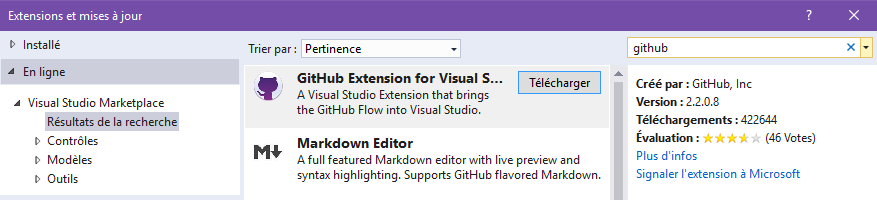 Extensions et mises à jour
? ×
Installé
En ligne
Visual Studio Marketplace
Résultats de la recherche
Contrôles
Modèles
Outils
Trier par : Pertinence
GitHub Extension for Visual S...
Télécharger
A Visual Studio Extension that brings
the GitHub Flow into Visual Studio.
M
Markdown Editor
A full featured Markdown editor with live preview and
syntax highlighting. Supports GitHub flavored Markdown.
github
Créé par : GitHub, Inc
Version : 2.2.0.8
Téléchargements : 422644
Évaluation : (46 Votes)
Plus d'infos
Signaler l'extension à Microsoft